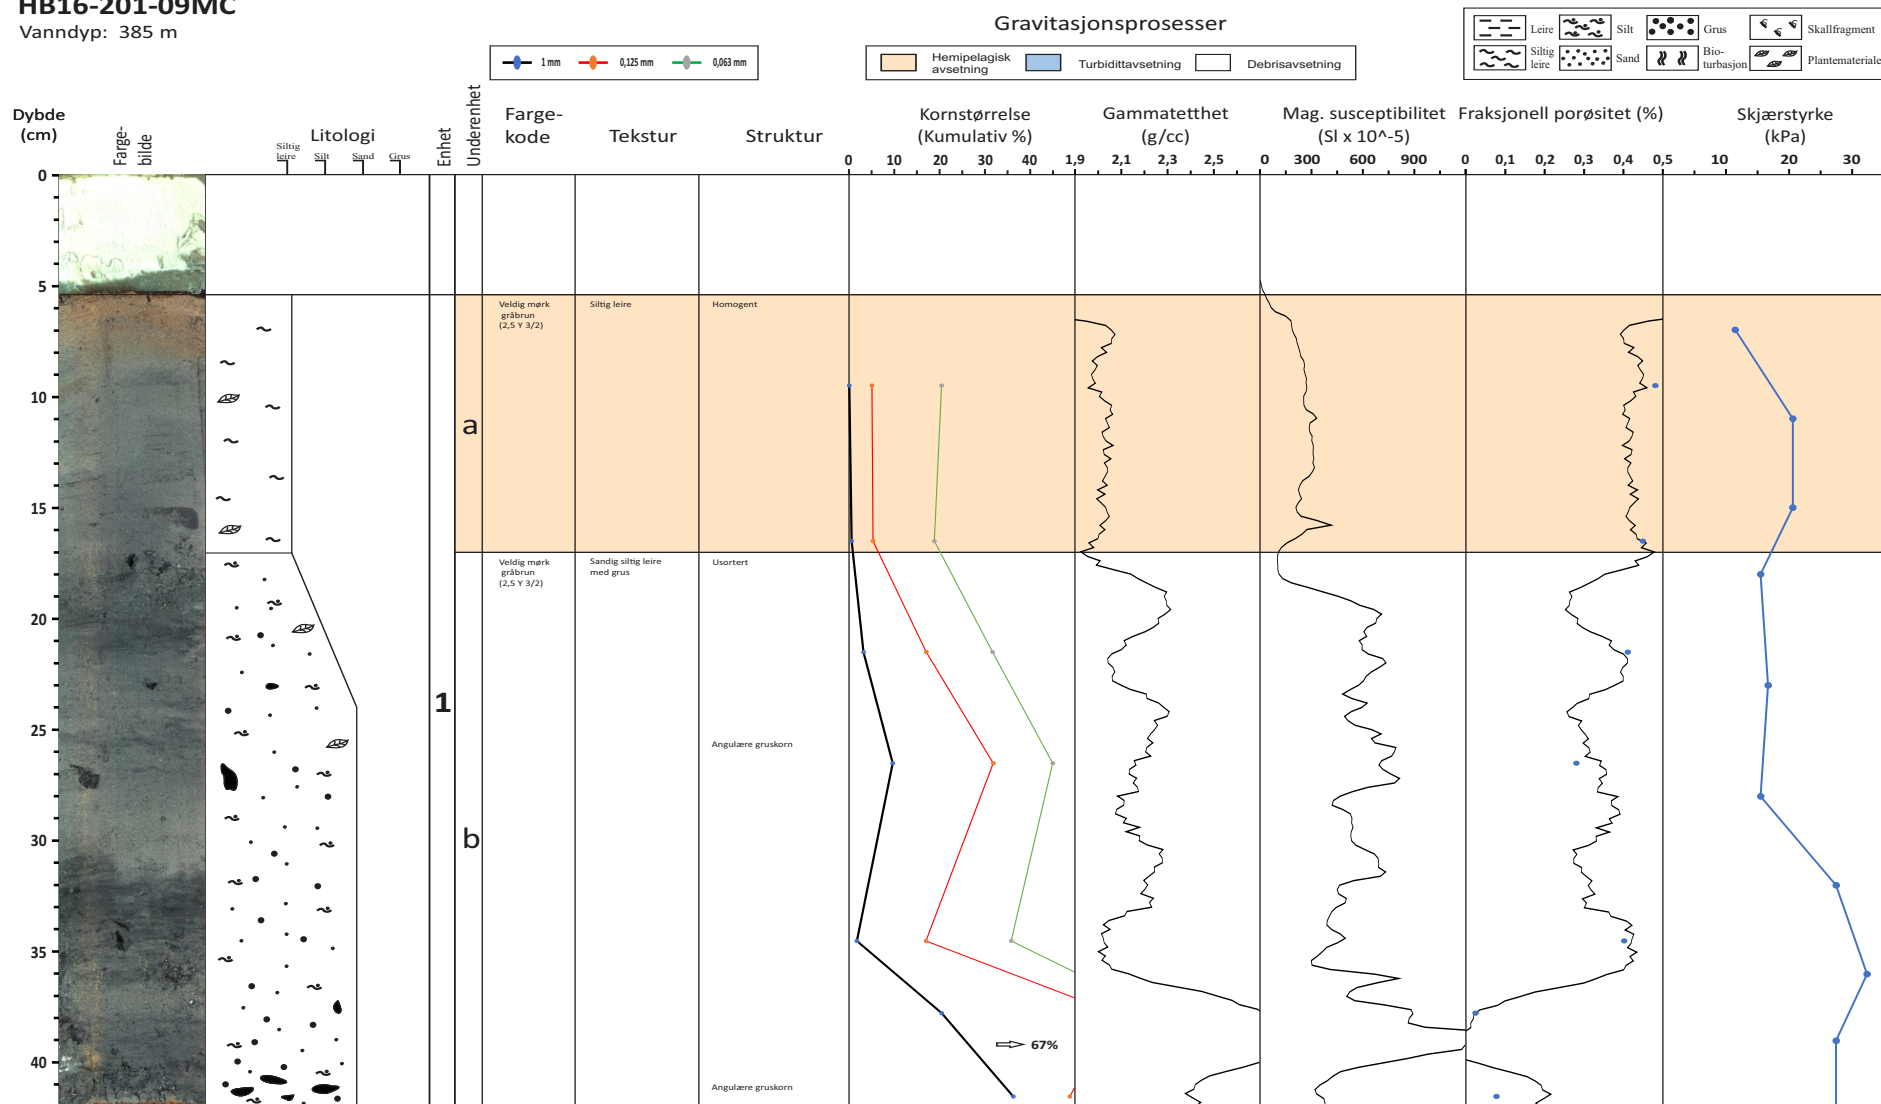 HB16-201-09MC
Vanndyp: 385 m
1 mm
0,125 mm
0,063 mm
Gravitasjonsprosesser
Hemipelagisk
avsetning
Turbidittavsetning
Debrisavsetning
Leire
Silt
Grus
Skallfragment
Siltig
leire
Sand
Bio-
turbasjon
Plantemateriale
Dybde
(cm)
Farge-
bilde
Litologi
Siltig
leire
Silt
Sand
Grus
Enhet
Underenhet
Farge-
kode
Tekstur
Struktur
Kornstørrelse
(Kumulativ %)
0 10 20 30 40
Gammatetthet
(g/cc)
1,9 2,1 2,3 2,5
Mag. susceptibilitet
(Sl x 10^-5)
0 300 600 900
Fraksjonell porøsitet (%)
0 0,1 0,2 0,3 0,4 0,5
Skjærstyrke
(kPa)
10 20 30
0
5
10
15
20
25
30
35
40
1
a
Veldig mørk
gråbrun
(2,5 Y 3/2)
Siltig leire
Homogent
b
Veldig mørk
gråbrun
(2,5 Y 3/2)
Sandig siltig leire
med grus
Usortert
Angulære gruskorn
67%
Angulære gruskorn